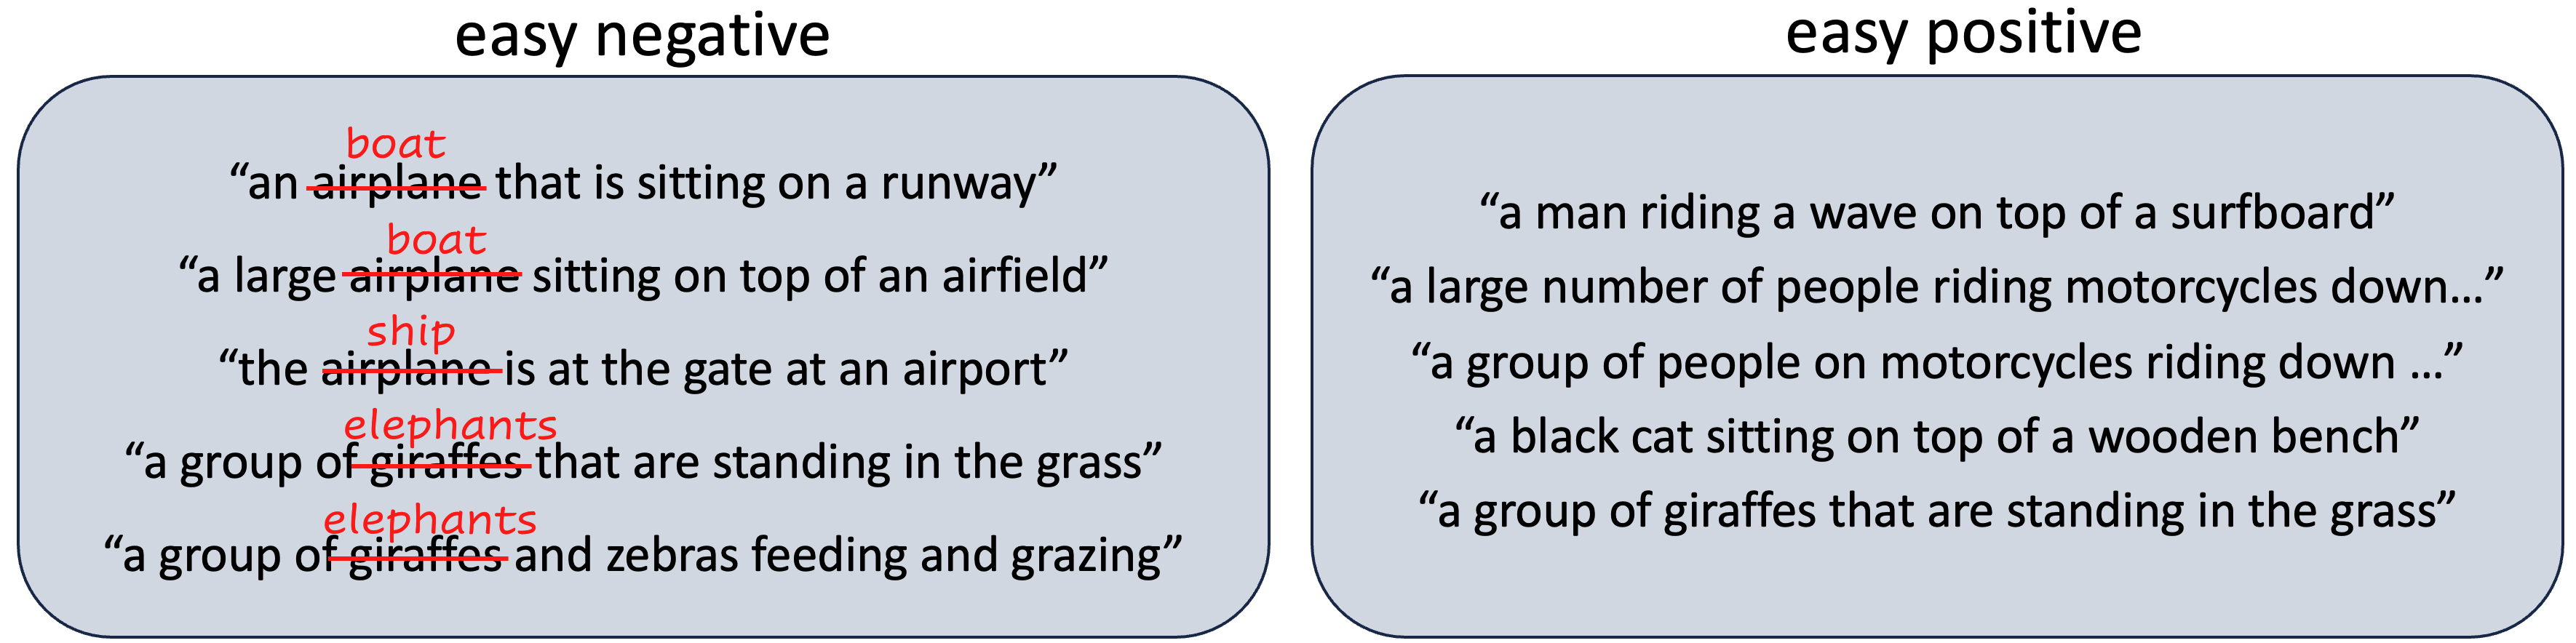 easy negative
boat
“an airplane that is sitting on a runway”
boat
“a large airplane sitting on top of an airfield”
ship
“the airplane is at the gate at an airport”
elephants
“a group of giraffes that are standing in the grass”
elephants
“a group of giraffes and zebras feeding and grazing”
easy positive
“a man riding a wave on top of a surfboard”
“a large number of people riding motorcycles down...”
“a group of people on motorcycles riding down ...”
“a black cat sitting on top of a wooden bench”
“a group of giraffes that are standing in the grass”